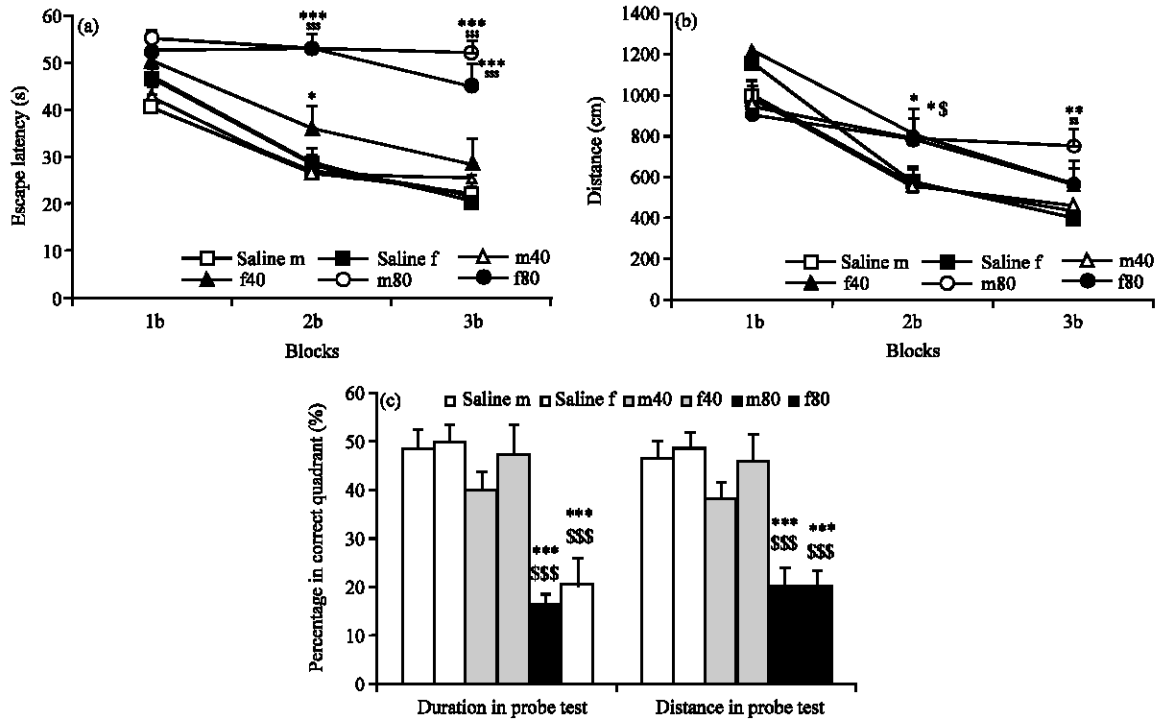 (a)
60
50
40
30
20
10
0
Escape latency (s)
***
$$$
*
***
$$$
***
$$$
Saline m Saline f m40
f40 m80 f80
1b 2b 3b
Blocks
(b)
1400
1200
1000
800
600
400
200
0
Distance (cm)
*
* $
**
Saline m Saline f m40
f40 m80 f80
1b 2b 3b
Blocks
(c)
Saline m Saline f m40 f40 m80 f80
60
50
40
30
20
10
0
Percentage in correct quadrant (%)
***
$$$
***
$$$
***
$$$
***
$$$
Duration in probe test Distance in probe test